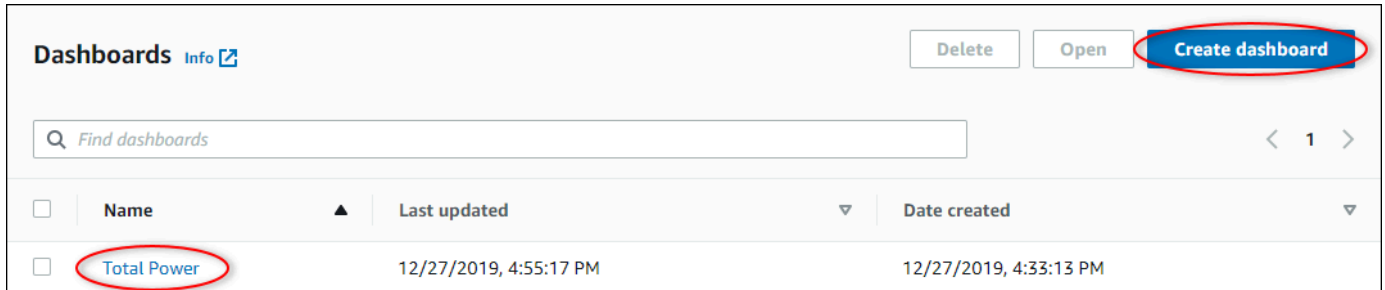 Dashboards Info
Delete
Open
Create dashboard
Find dashboards
1
Name Last updated Date created
Total Power 12/27/2019, 4:55:17 PM 12/27/2019, 4:33:13 PM